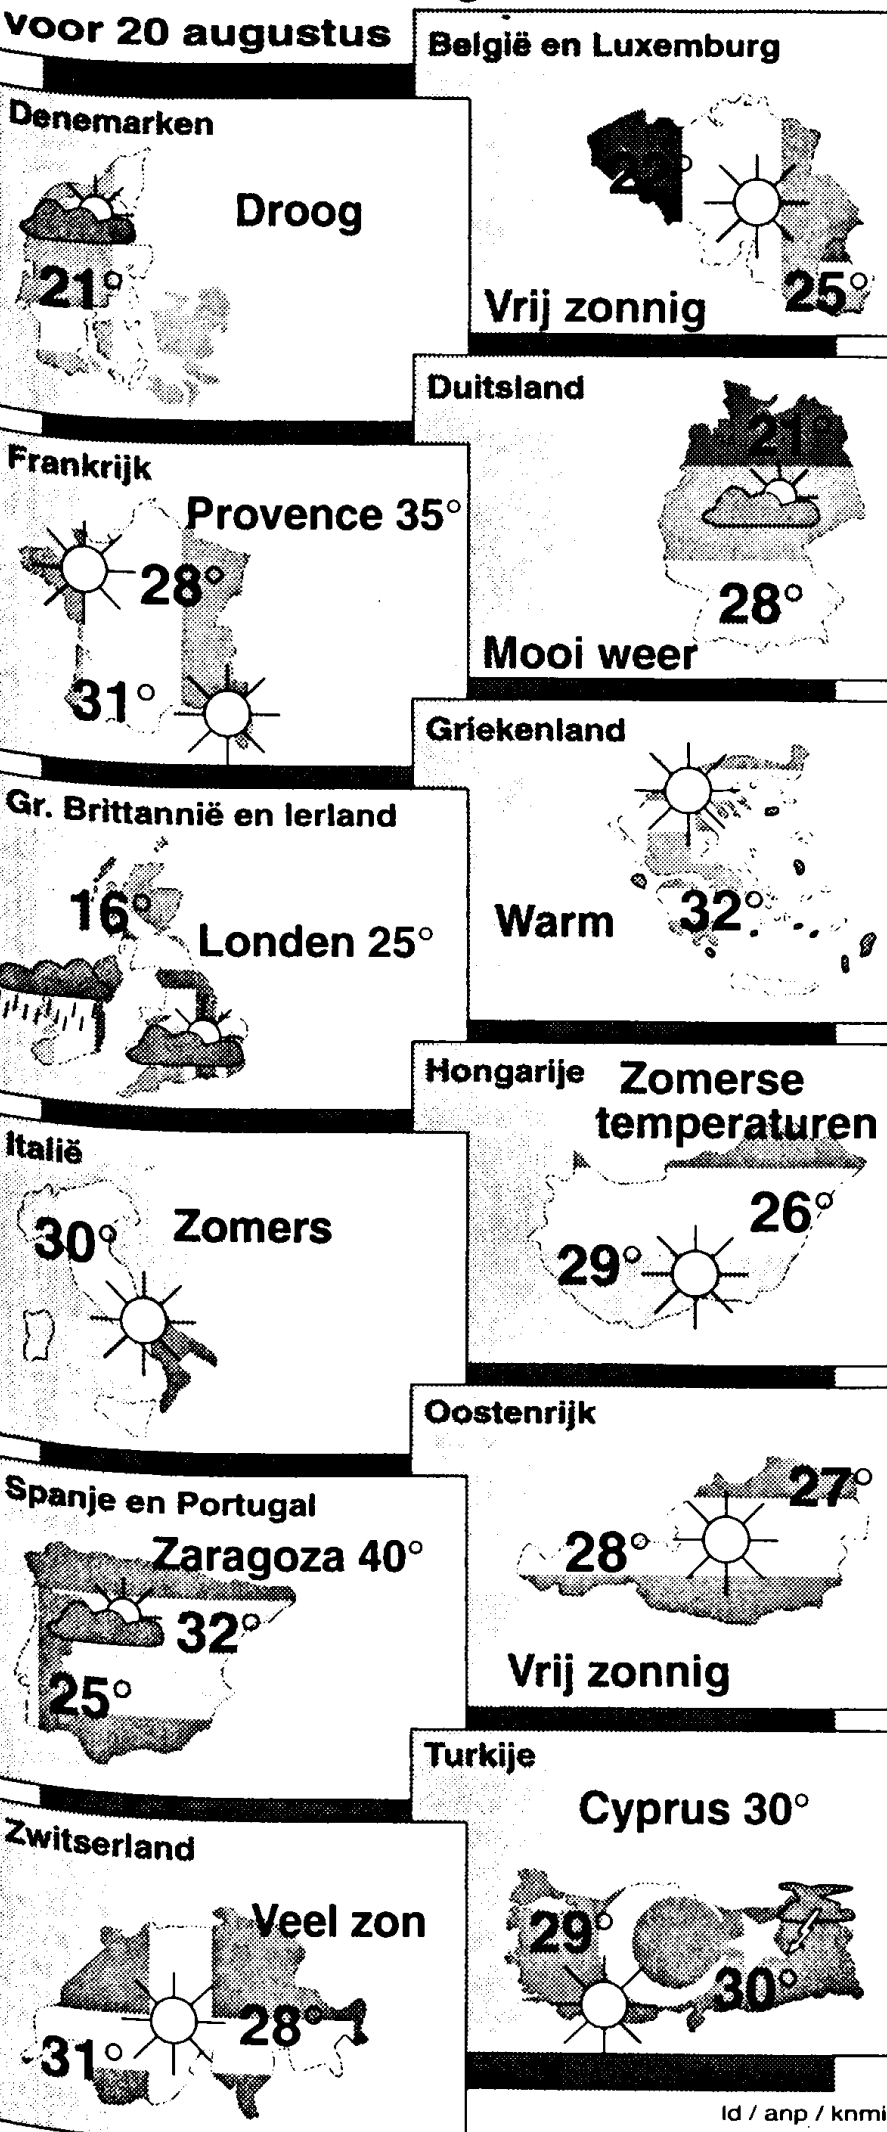 voor 20 augustus
Denemarken
Droog
21°
Frankrijk
Provence 35°
28°
31°
Gr. Brittannië en Ierland
16°
Londen 25°
Italië
30°
Zomers
Spanje en Portugal
Zaragoza 40°
32°
25°
Zwitserland
Veel zon
28°
31°
België en Luxemburg
22°
25°
Vrij zonnig
Duitsland
21°
28°
Mooi weer
Griekenland
Warm
32°
Hongarije
Zomerse
temperaturen
26°
29°
Oostenrijk
27°
28°
Vrij zonnig
Turkije
Cyprus 30°
29°
30°
ld / anp / knmi